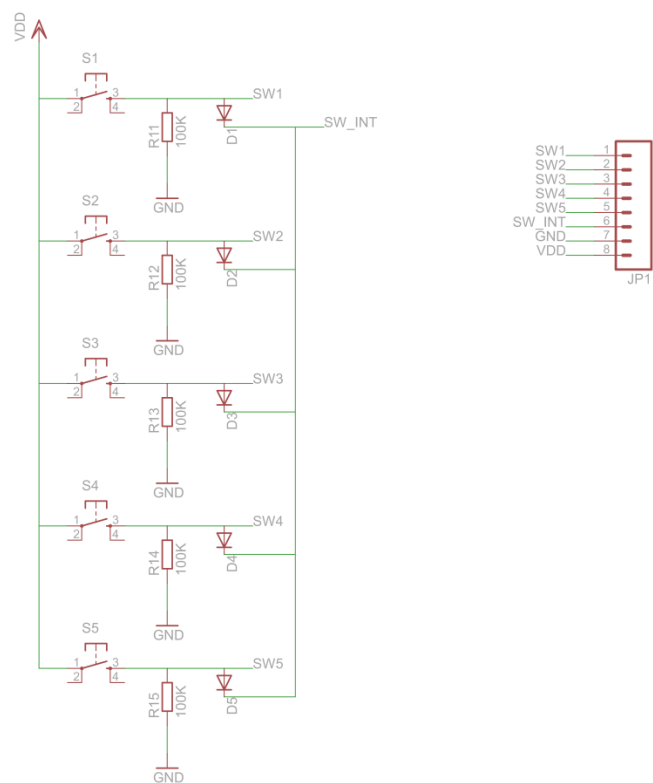 VDD
S1
1 3
2 4
SW1
R11
100K
D1
GND
SW_INT
S2
1 3
2 4
SW2
R12
100K
D2
GND
S3
1 3
2 4
SW3
R13
100K
D3
GND
S4
1 3
2 4
SW4
R14
100K
D4
GND
S5
1 3
2 4
SW5
R15
100K
D5
GND
SW1 1
SW2 2
SW3 3
SW4 4
SW5 5
SW_INT 6
GND 7
VDD 8
JP1